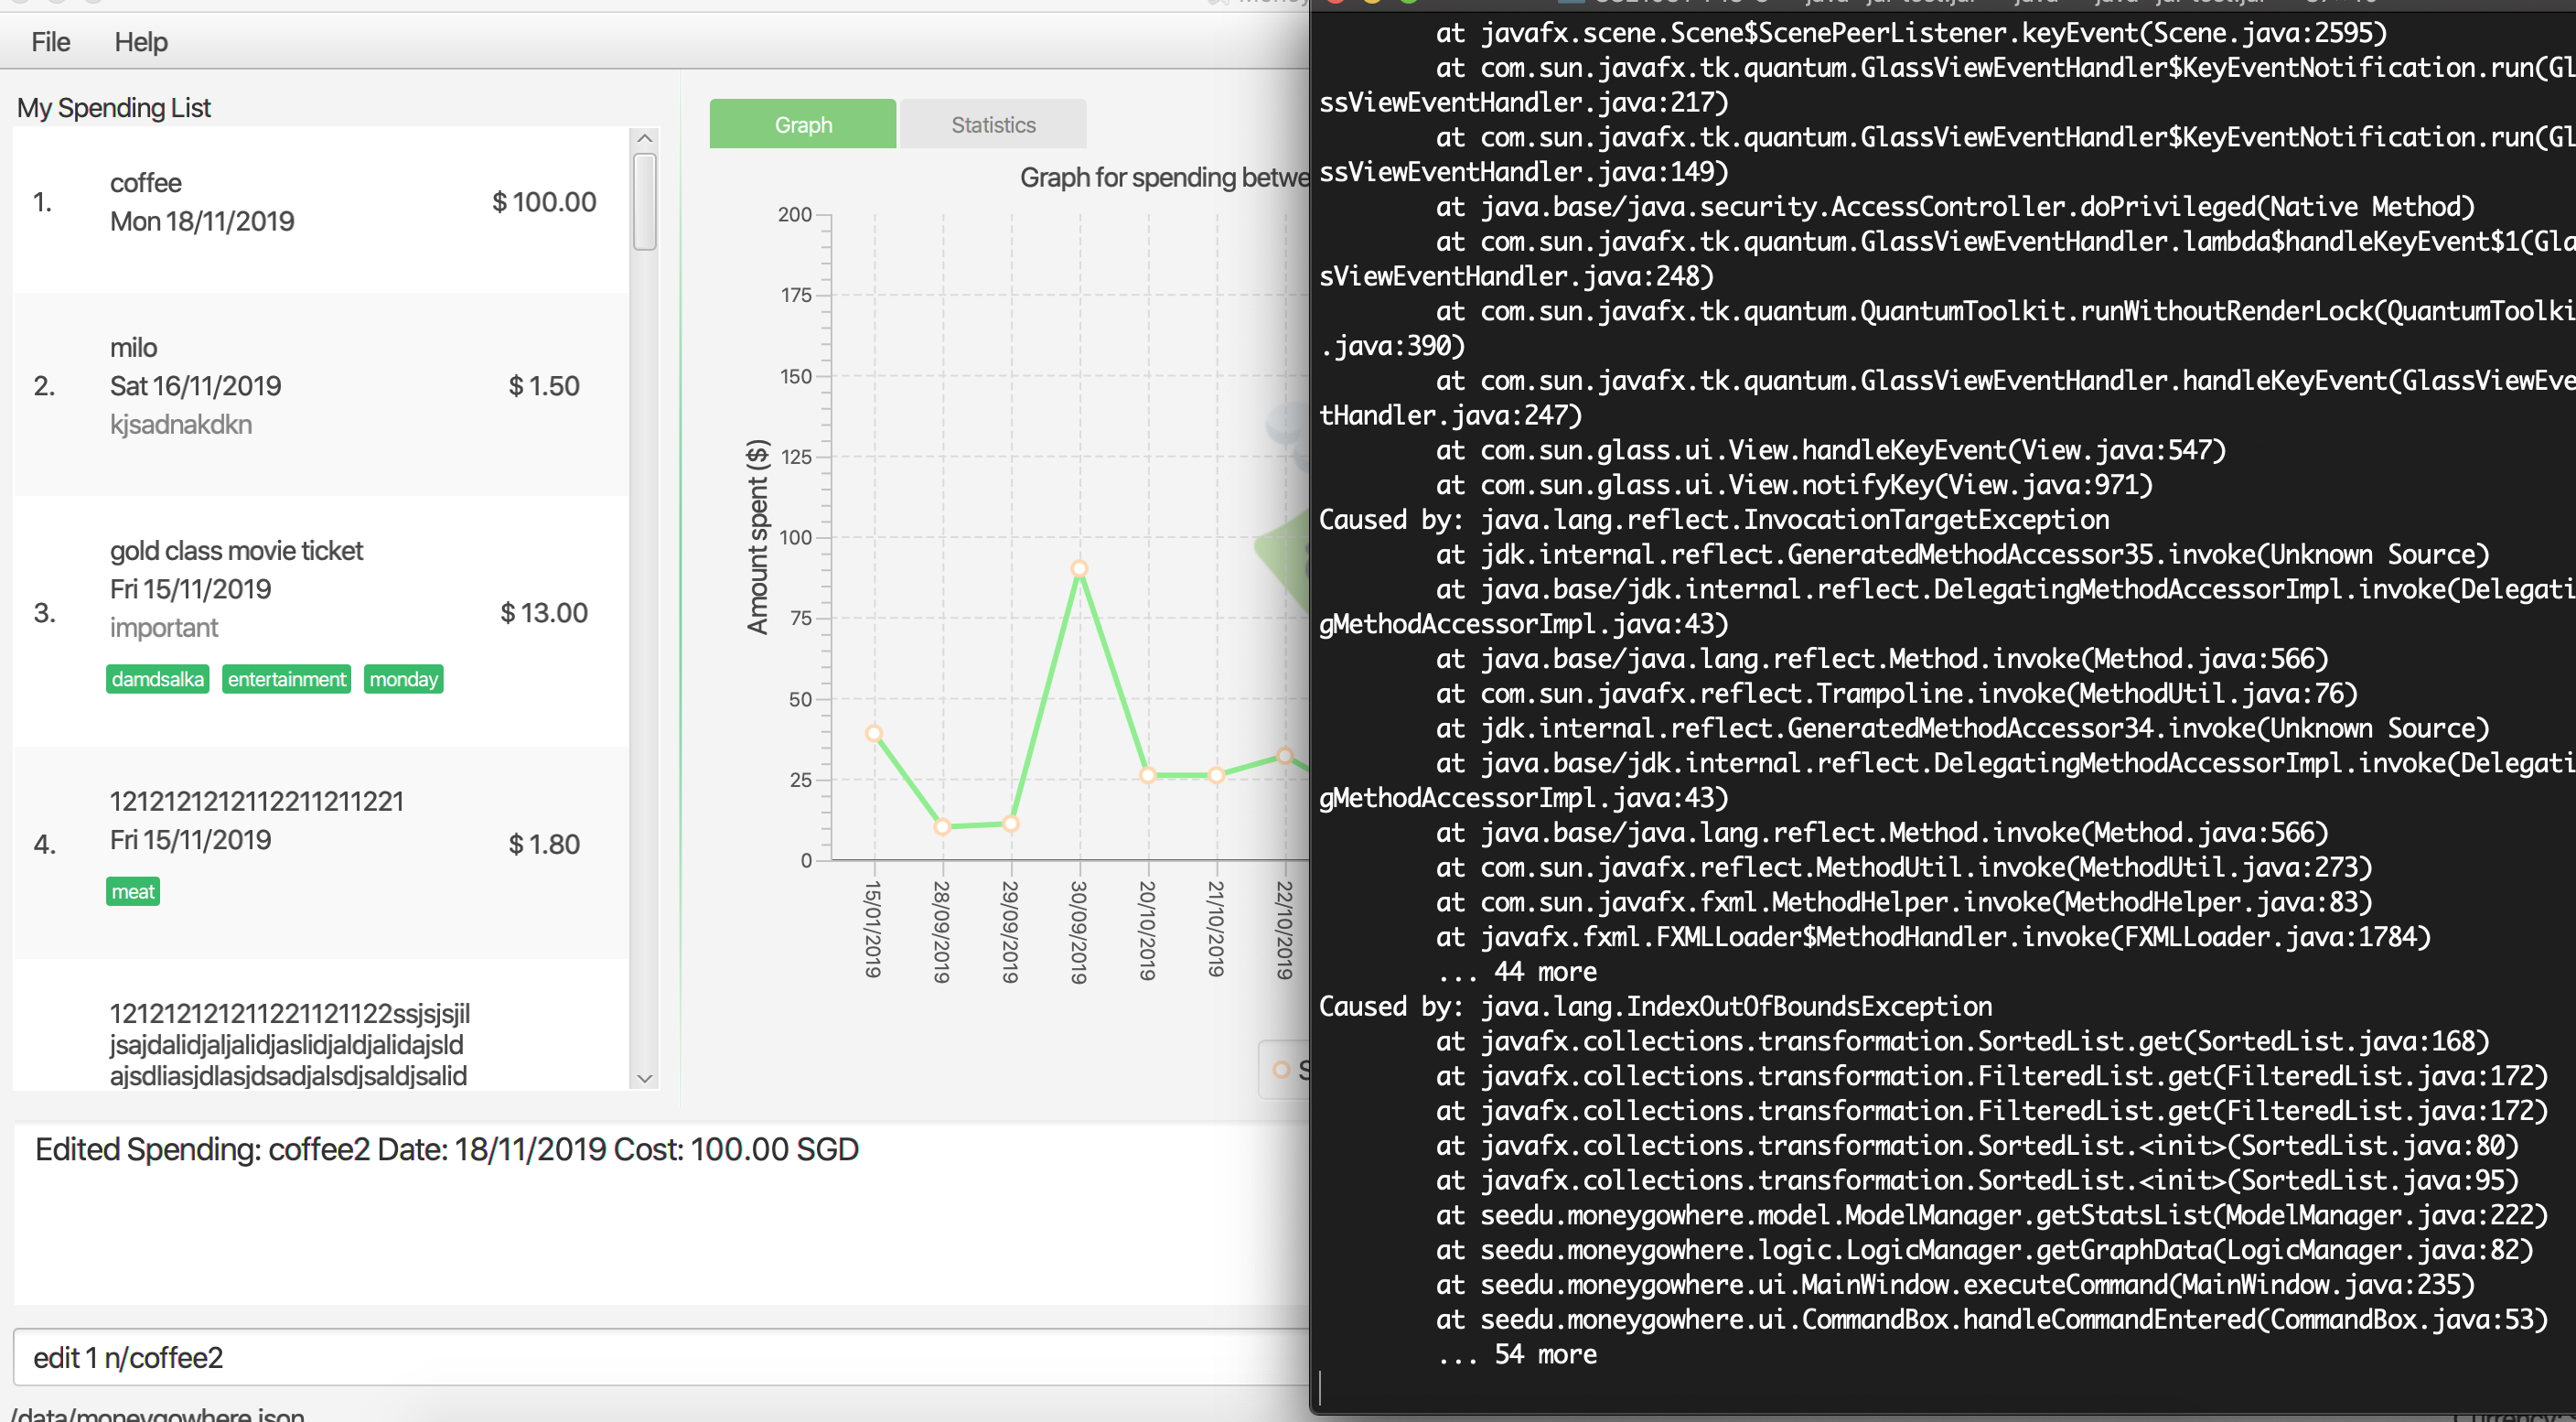 File Help
My Spending List
1.
coffee
Mon 18/11/2019
$ 100.00
2.
milo
Sat 16/11/2019
kjsadnakdkn
$ 1.50
3.
gold class movie ticket
Fri 15/11/2019
important
$ 13.00
damdsalka entertainment monday
4.
1212121212112211211221
Fri 15/11/2019
$ 1.80
meat
Graph Statistics
Graph for spending betwe
Amount spent ($)
200
175
150
125
100
75
50
25
0
15/01/2019
28/09/2019
29/09/2019
30/09/2019
20/10/2019
21/10/2019
22/10/2019
Edited Spending: coffee2 Date: 18/11/2019 Cost: 100.00 SGD
edit 1 n/coffee2
at javafx.scene.Scene$ScenePeerListener.keyEvent(Scene.java:2595)
at com.sun.javafx.tk.quantum.GlassViewEventHandler$KeyEventNotification.run(Gl
ssViewEventHandler.java:217)
at com.sun.javafx.tk.quantum.GlassViewEventHandler$KeyEventNotification.run(Gl
ssViewEventHandler.java:149)
at java.base/java.security.AccessController.doPrivileged(Native Method)
at com.sun.javafx.tk.quantum.GlassViewEventHandler.lambda$handleKeyEvent$1(Gla
sViewEventHandler.java:248)
at com.sun.javafx.tk.quantum.QuantumToolkit.runWithoutRenderLock(QuantumToolki
.java:390)
at com.sun.javafx.tk.quantum.GlassViewEventHandler.handleKeyEvent(GlassViewEve
tHandler.java:247)
at com.sun.glass.ui.View.handleKeyEvent(View.java:547)
at com.sun.glass.ui.View.notifyKey(View.java:971)
Caused by: java.lang.reflect.InvocationTargetException
at jdk.internal.reflect.GeneratedMethodAccessor35.invoke(Unknown Source)
at java.base/jdk.internal.reflect.DelegatingMethodAccessorImpl.invoke(Delegati
gMethodAccessorImpl.java:43)
at java.base/java.lang.reflect.Method.invoke(Method.java:566)
at com.sun.javafx.reflect.Trampoline.invoke(MethodUtil.java:76)
at jdk.internal.reflect.GeneratedMethodAccessor34.invoke(Unknown Source)
at java.base/jdk.internal.reflect.DelegatingMethodAccessorImpl.invoke(Delegati
gMethodAccessorImpl.java:43)
at java.base/java.lang.reflect.Method.invoke(Method.java:566)
at com.sun.javafx.reflect.MethodUtil.invoke(MethodUtil.java:273)
at com.sun.javafx.fxml.MethodHelper.invoke(MethodHelper.java:83)
at javafx.fxml.FXMLLoader$MethodHandler.invoke(FXMLLoader.java:1784)
... 44 more
Caused by: java.lang.IndexOutOfBoundsException
at javafx.collections.transformation.SortedList.get(SortedList.java:168)
at javafx.collections.transformation.FilteredList.get(FilteredList.java:172)
at javafx.collections.transformation.FilteredList.get(FilteredList.java:172)
at javafx.collections.transformation.SortedList.<init>(SortedList.java:80)
at javafx.collections.transformation.SortedList.<init>(SortedList.java:95)
at seedu.moneygowhere.model.ModelManager.getStatsList(ModelManager.java:222)
at seedu.moneygowhere.logic.LogicManager.getGraphData(LogicManager.java:82)
at seedu.moneygowhere.ui.MainWindow.executeCommand(MainWindow.java:235)
at seedu.moneygowhere.ui.CommandBox.handleCommandEntered(CommandBox.java:53)
... 54 more